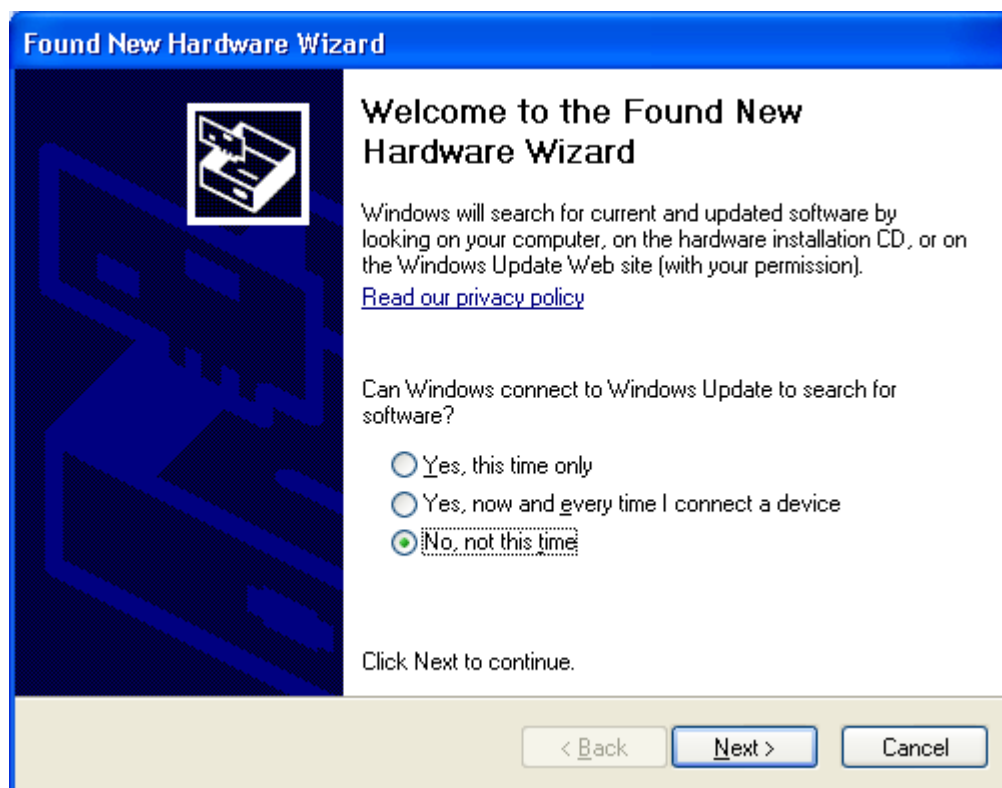 Found New Hardware Wizard
Welcome to the Found New
Hardware Wizard
Windows will search for current and updated software by
looking on your computer, on the hardware installation CD, or on
the Windows Update Web site (with your permission).
Read our privacy policy
Can Windows connect to Windows Update to search for
software?
Yes, this time only
Yes, now and every time I connect a device
No, not this time
Click Next to continue.
< Back
Next >
Cancel